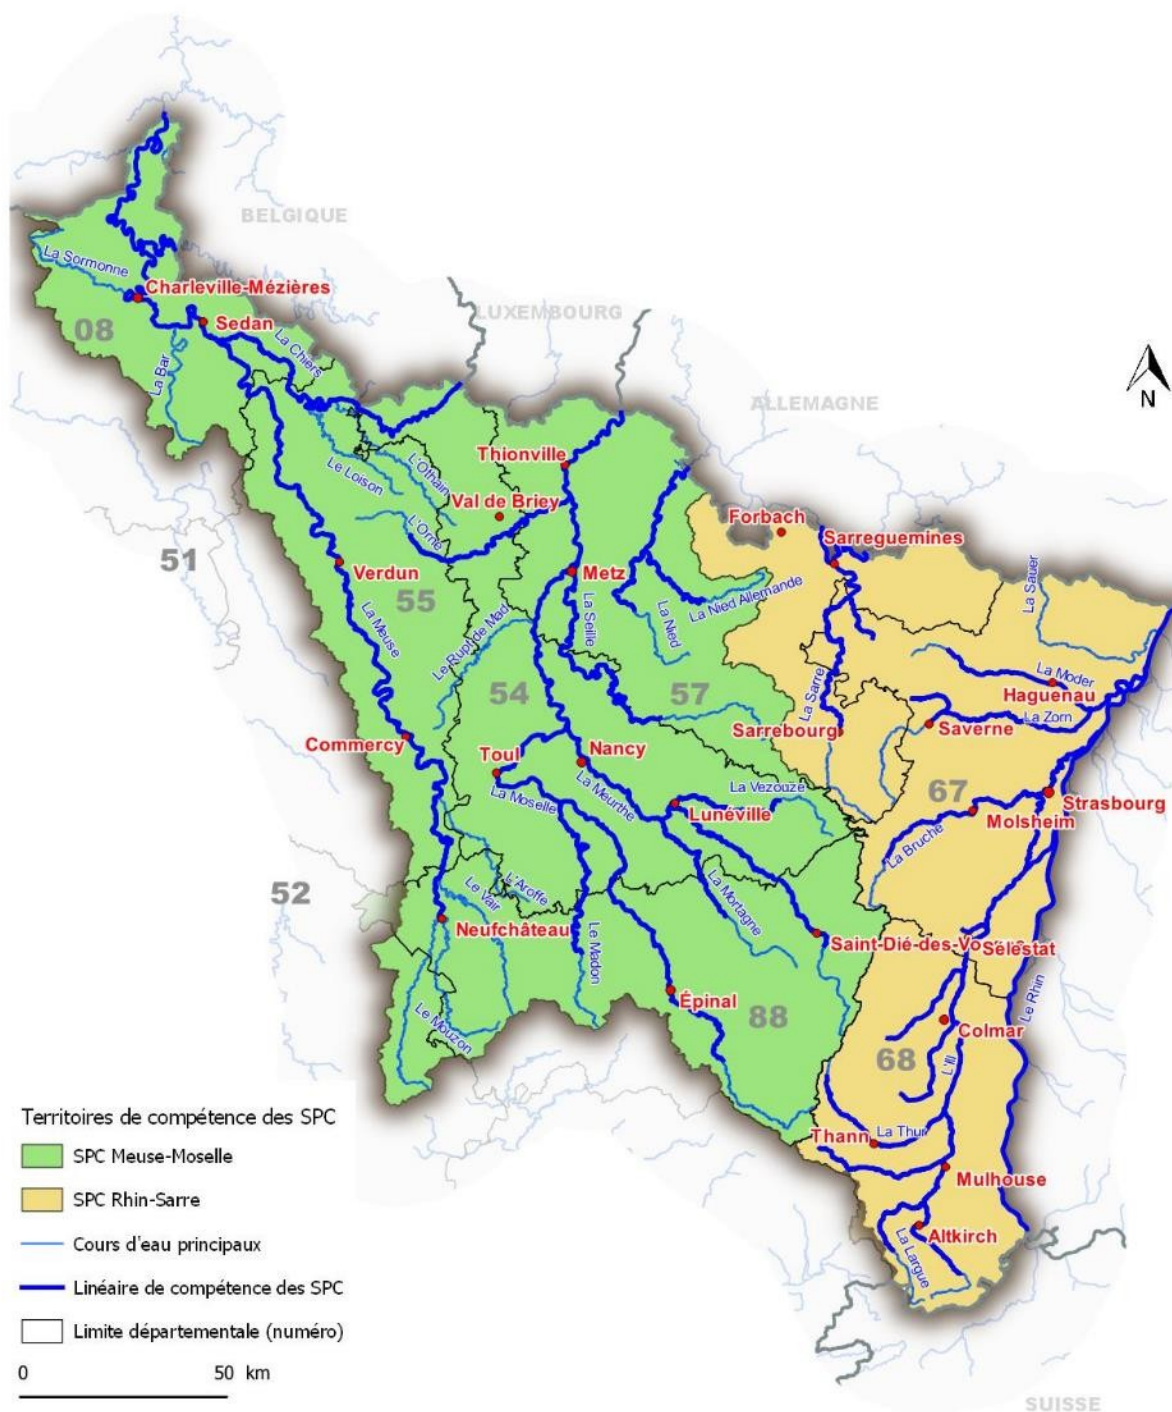 BELGIQUE
La Sormonne
Charleville-Mézières
LUXEMBOURG
08
Sedan
La Chiers
La Bar
ALLEMAGNE
N
Thionville
L'Othain
Le Loison
Val de Briey
L'Orne
Forbach
Sarreguemines
51
Verdun
Metz
La Sauer
55
La Nied Allemande
La Seille
La Nied
La Meuse
Le Rupt de Mad
54
57
La Sarre
La Moder
Haguenau
La Zorn
Commercy
Sarrebourg
Saverne
Toul
Nancy
La Vezouze
67
Strasbourg
La Moselle
La Meurthe
Lunéville
Molsheim
La Bruche
52
L'Aroffe
Le Vair
La Mortagne
Neufchâteau
Saint-Dié-des-Vo
Sélestat
Le Madon
Le Rhin
Épinal
88
Colmar
Le Mouzon
68
L'Ill
Thann
La Thur
Mulhouse
Altkirch
La Largue
SUISSE
Territoires de compétence des SPC
SPC Meuse-Moselle
SPC Rhin-Sarre
Cours d'eau principaux
Linéaire de compétence des SPC
Limite départementale (numéro)
0 50 km